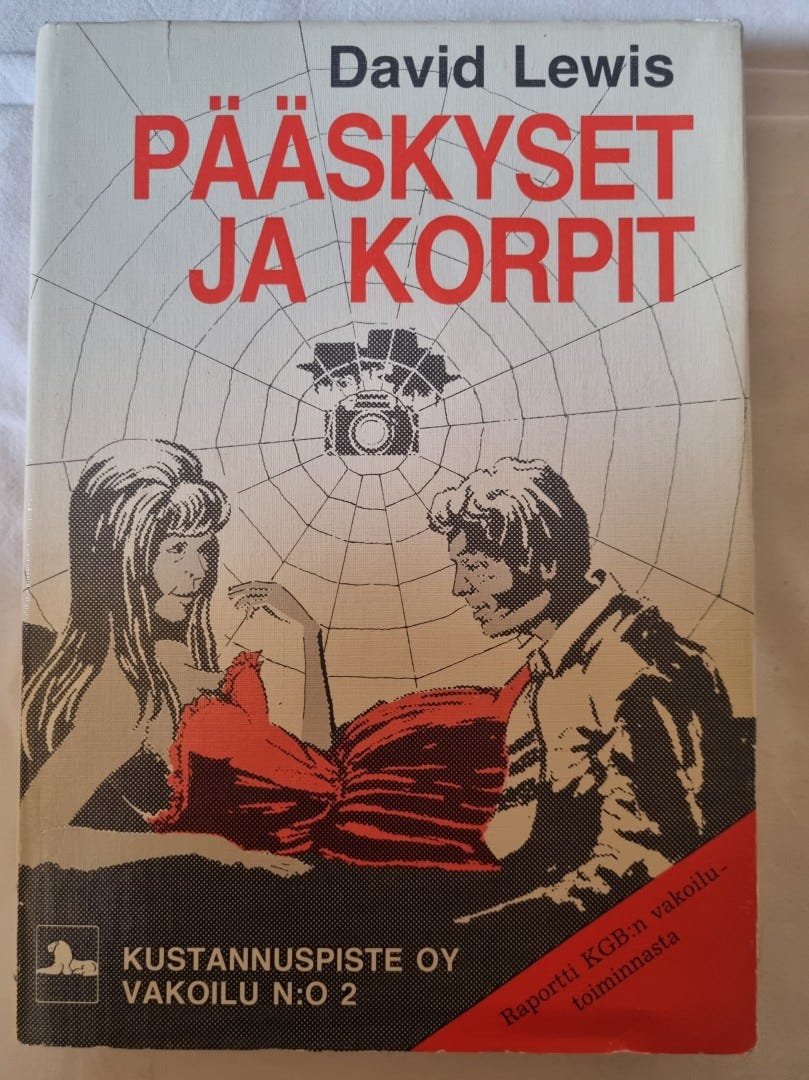 David Lewis
PÄÄSKYSET
JA KORPIT
KUSTANNUSPISTE OY
VAKOILU N:O 2
Raportti KGB:n vakoilu-
toiminnasta